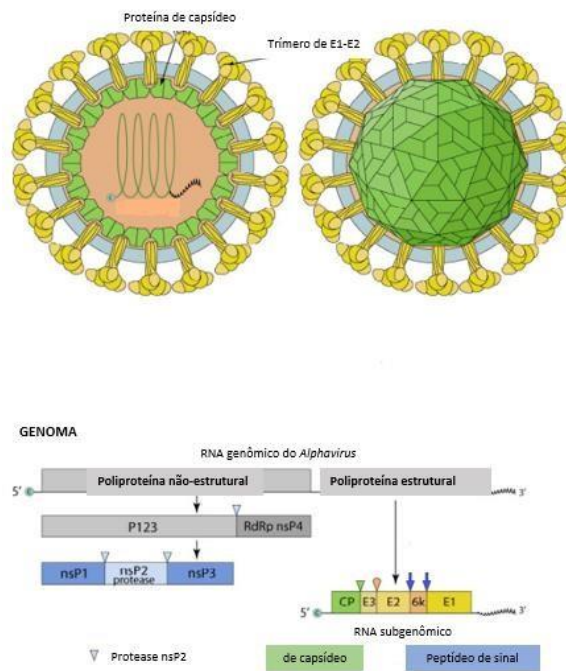 Proteína de capsídeo
Trímero de E1-E2
GENOMA
RNA genômico do Alphavirus
Poliproteína não-estrutural
Poliproteína estrutural
5'
3'
P123
RdRp nsP4
nsP1
nsP2
protease
nsP3
CP
E3
E2
6k
E1
3'
RNA subgenômico
Protease nsP2
de capsídeo
Peptídeo de sinal